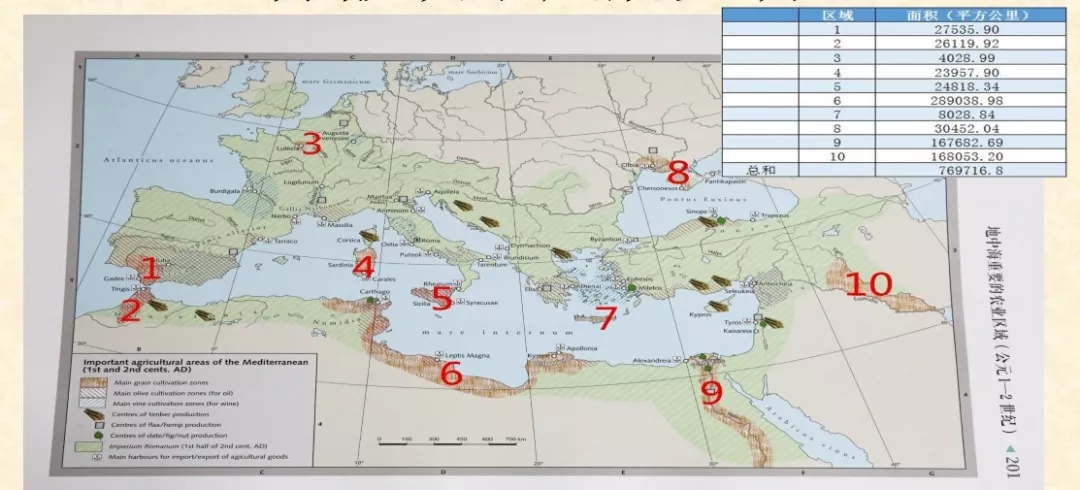 区域 面积（平方公里）
1 27535.90
2 26119.92
3 4028.99
4 23957.90
5 24818.34
6 289038.98
7 8028.84
8 30452.04
9 167682.69
10 168053.20
总和 769716.8
mare Germanicum
mare Suebicum
Atlanticus oceanus
Augusta
Lutecia
3
Lugdunum
Burdigala
Narbo
Massilia
Tarraco
Mantua
Aquileia
Ariminum
Corsica
Roma
Ostia
Puteoli
Sardinia
4
Carales
Tarentum
Brundisium
Dyrrhachion
Byzantion
Olbia
8
Chersonesos
Pantikapaion
Pontus Euxinus
Sinope
Trapezus
1
Gades
Tingis
2
Carthago
Numidia
Rhegium
Sicilia
5
Syracusae
Athenai
Ephesos
Miletos
7
Seleukeia
Antiocheia
Kypros
Tyros
Kaisareia
10
mare internum
Leptis Magna
6
Kyrene
Apollonia
Alexandreia
9
Arabicus sinus
Important agricultural areas of the Mediterranean
(1st and 2nd cents. AD)
Main grain cultivation zones
Main olive cultivation zones (for oil)
Main vine cultivation zones (for wine)
Centres of timber production
Centres of flax/hemp production
Centres of date/fig/nut production
Imperium Romanum (1st half of 2nd cent. AD)
Main harbours for import/export of agricultural goods
0 150 300 450 600 750 km
地中海重要的农业区域（公元1—2世纪） ◀ 201